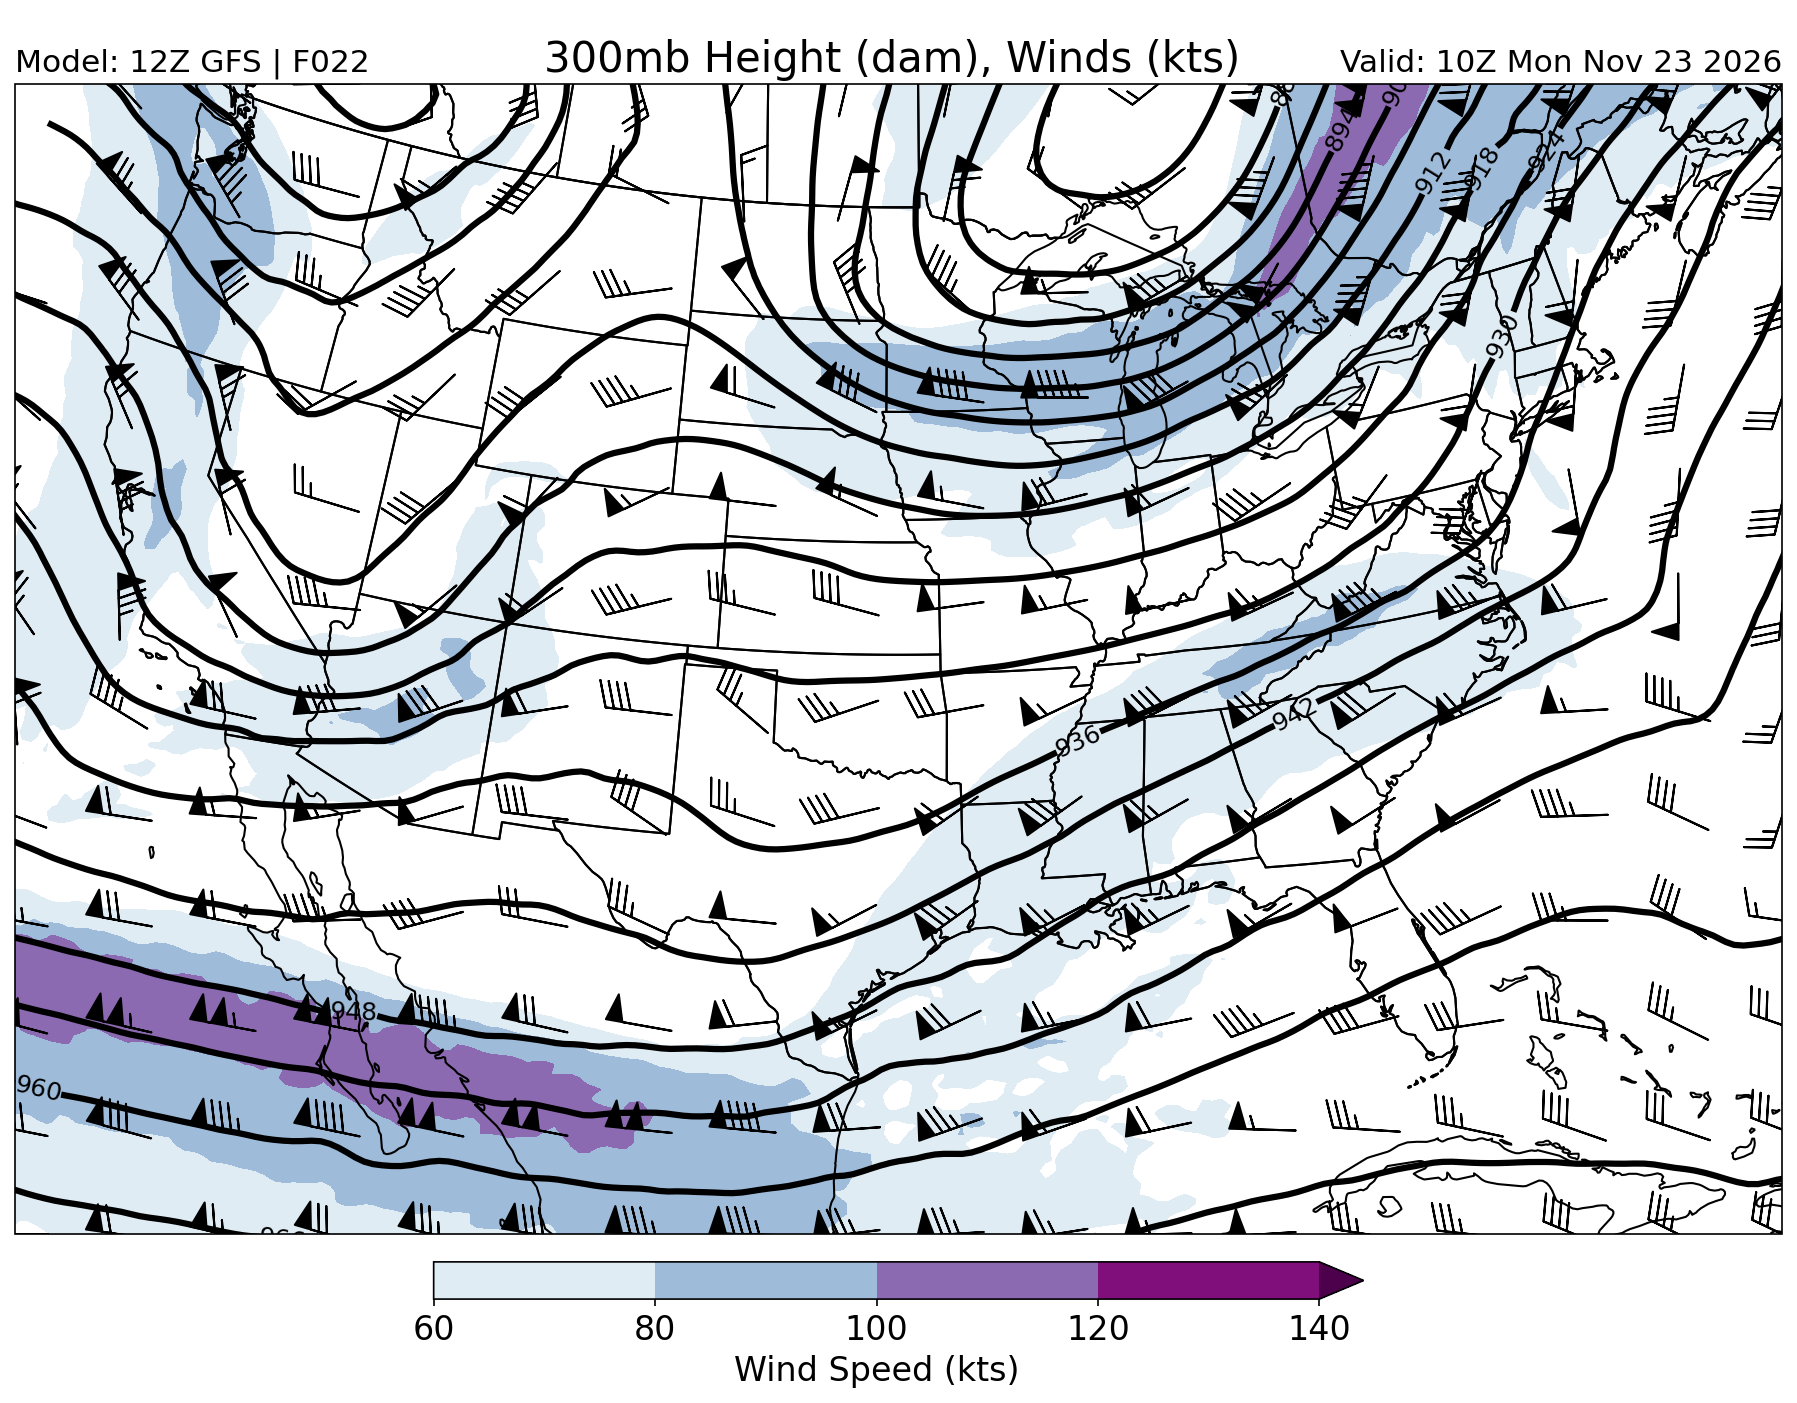 Model: 12Z GFS | F022
300mb Height (dam), Winds (kts)
Valid: 10Z Mon Nov 23 2026
894
912
918
924
930
936
942
948
960
60 80 100 120 140
Wind Speed (kts)